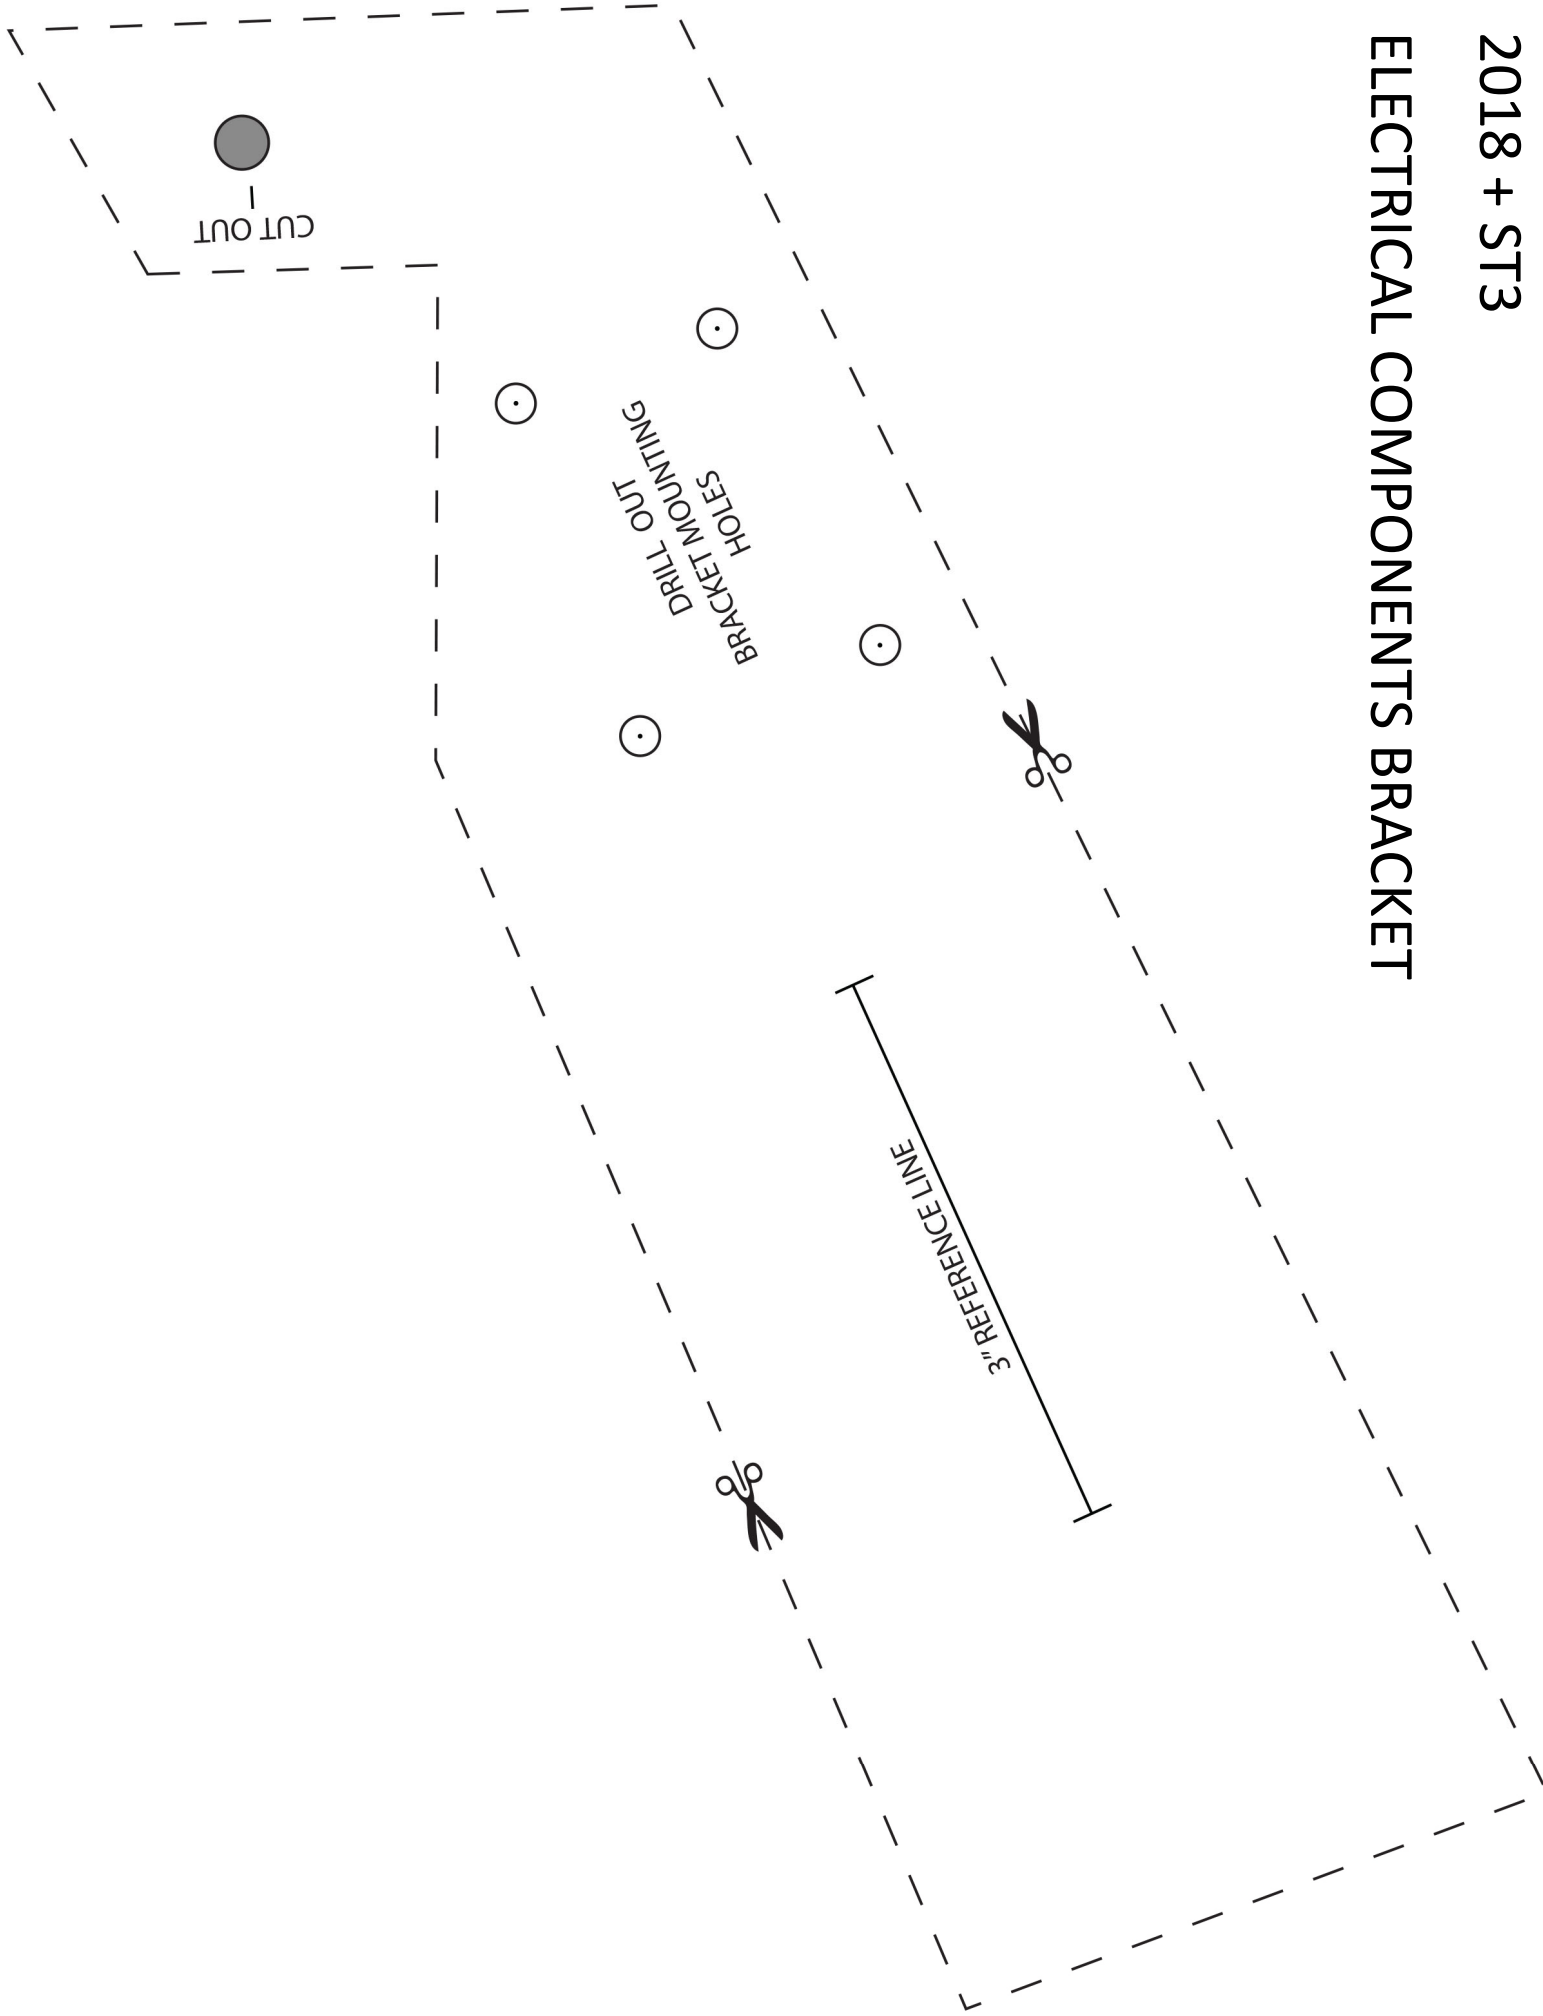 2018 + ST3
ELECTRICAL COMPONENTS BRACKET
CUT OUT
DRILL OUT
BRACKET MOUNTING
HOLES
3" REFERENCE LINE